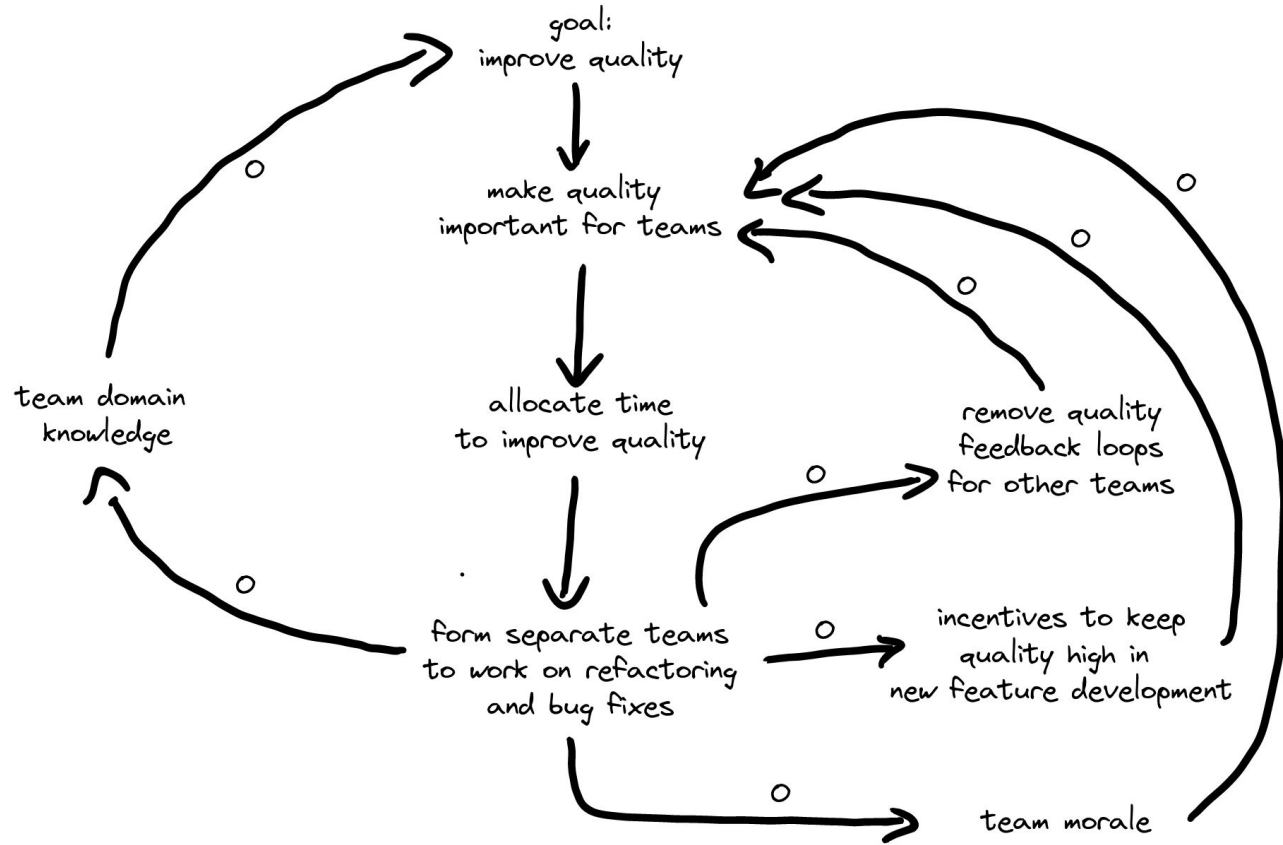 goal:
improve quality
make quality
important for teams
team domain
knowledge
allocate time
to improve quality
remove quality
feedback loops
for other teams
form separate teams
to work on refactoring
and bug fixes
incentives to keep
quality high in
new feature development
team morale
o
o
o
o
o
o
o
o